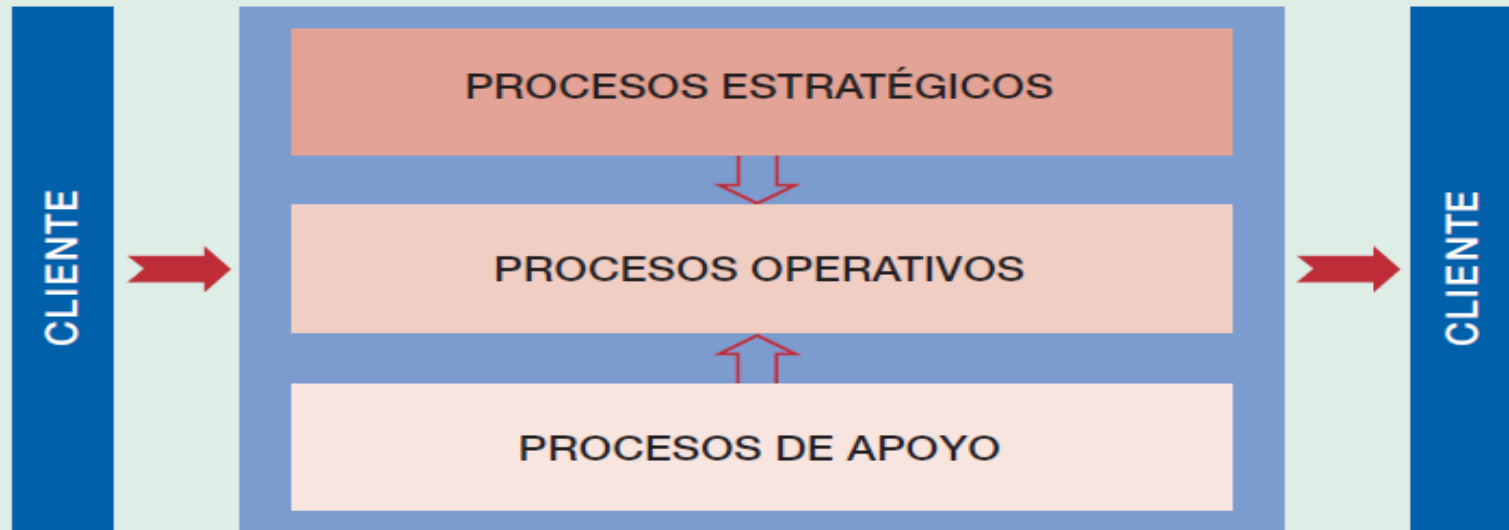 CLIENTE
PROCESOS ESTRATÉGICOS
PROCESOS OPERATIVOS
PROCESOS DE APOYO
CLIENTE